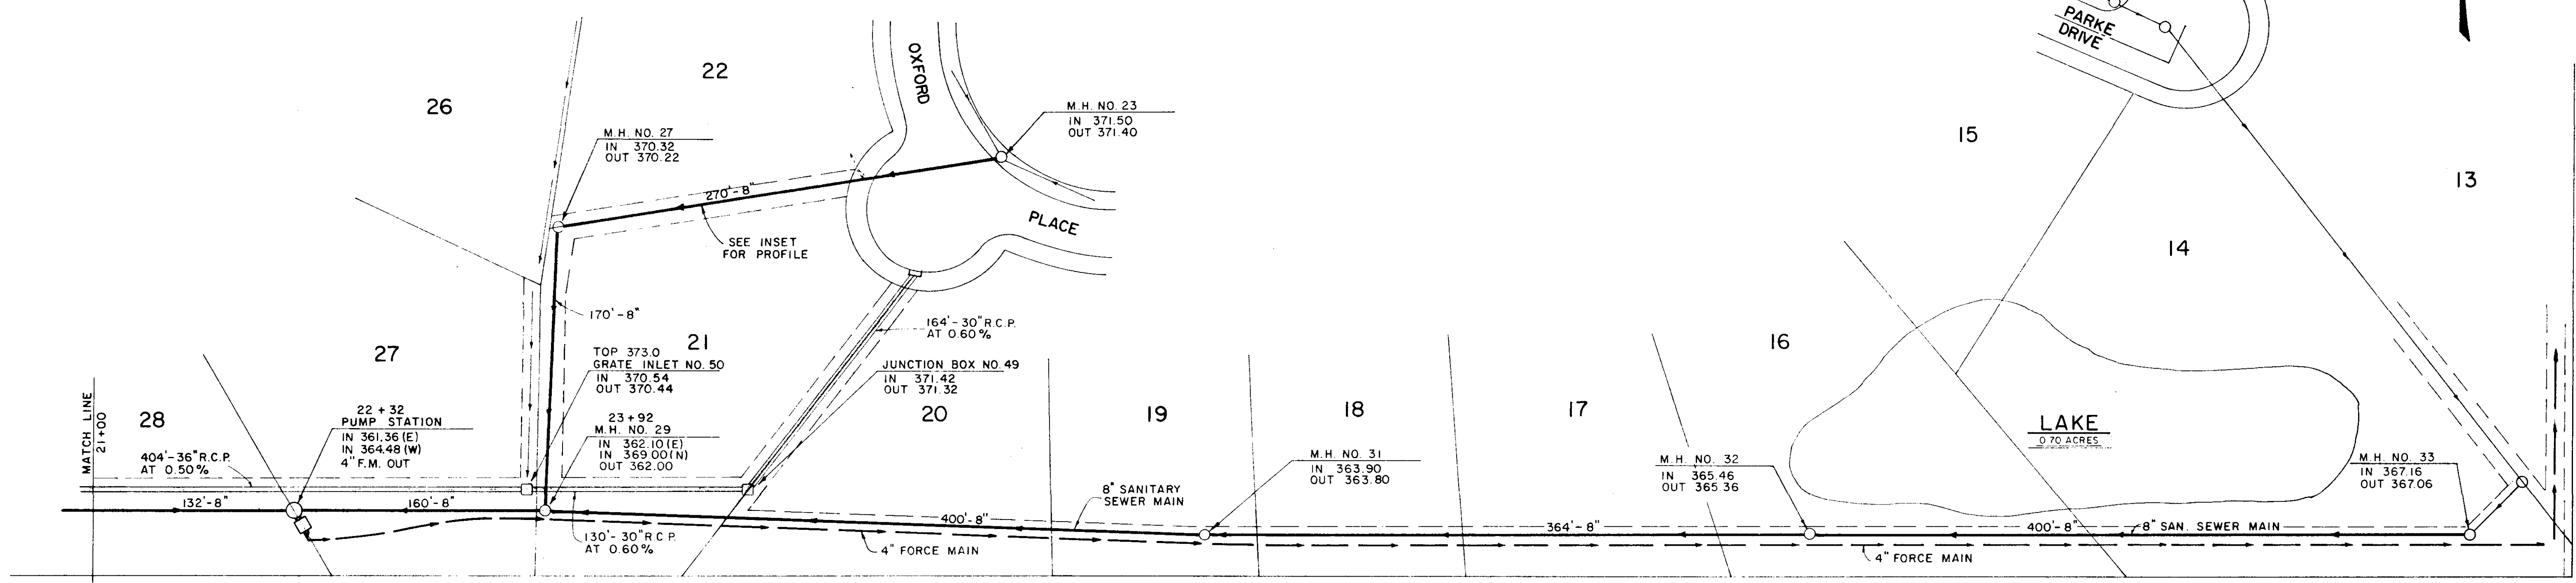 PARKE
DRIVE
OXFORD
PLACE
22
26
M.H. NO. 27
IN 370.32
OUT 370.22
M.H. NO. 23
IN 371.50
OUT 371.40
15
13
14
270'-8"
SEE INSET
FOR PROFILE
170'-8"
21
27
TOP 373.0
GRATE INLET NO. 50
IN 370.54
OUT 370.44
164'-30" R.C.P.
AT 0.60%
JUNCTION BOX NO. 49
IN 371.42
OUT 371.32
16
MATCH LINE
21+00
28
22 + 32
PUMP STATION
IN 361.36 (E)
IN 364.48 (W)
4" F.M. OUT
23 + 92
M.H. NO. 29
IN 362.10 (E)
IN 369.00 (N)
OUT 362.00
20
19
18
17
LAKE
0.70 ACRES
404'-36" R.C.P.
AT 0.50%
M.H. NO. 31
IN 363.90
OUT 363.80
M.H. NO. 32
IN 365.46
OUT 365.36
M.H. NO. 33
IN 367.16
OUT 367.06
8" SANITARY
SEWER MAIN
132'-8"
160'-8"
400'-8"
364'-8"
400'-8"
8" SAN. SEWER MAIN
130'-30" R.C.P.
AT 0.60%
4" FORCE MAIN
4" FORCE MAIN